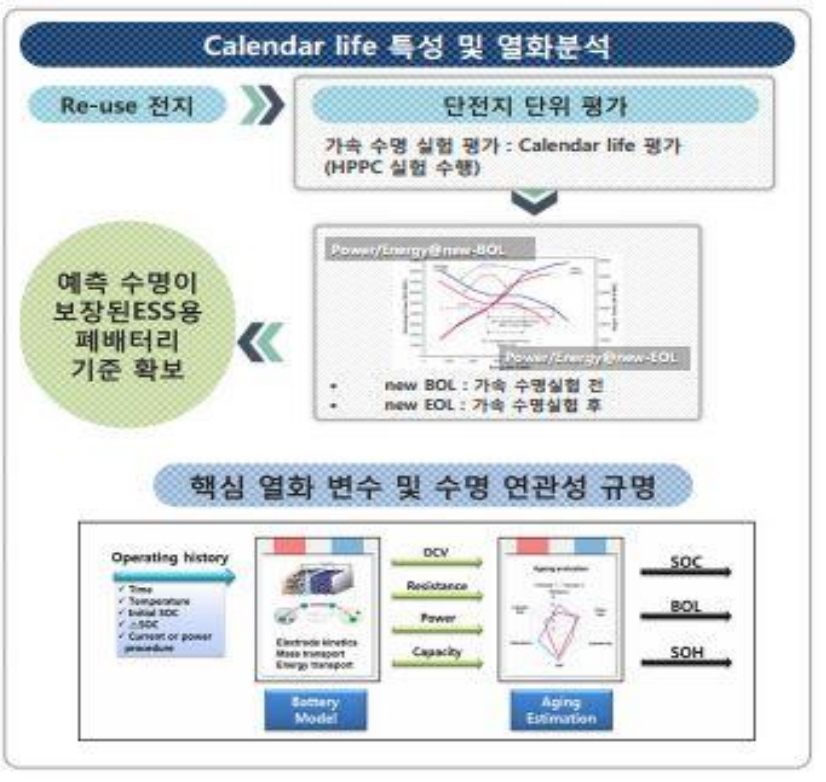 Calendar life 특성 및 열화분석
Re-use 전지
단전지 단위 평가
가속 수명 실험 평가 : Calendar life 평가
(HPPC 실험 수행)
Power/Energy@new-BOL
Power/Energy@new-EOL
• new BOL : 가속 수명실험 전
• new EOL : 가속 수명실험 후
예측 수명이
보장된ESS용
폐배터리
기준 확보
핵심 열화 변수 및 수명 연관성 규명
Operating history
✓ Time
✓ Temperature
✓ Initial SOC
✓ △SOC
✓ Current or power
procedure
Electrode kinetics
Mass transport
Energy transport
Battery
Model
OCV
Resistance
Power
Capacity
Ageing evaluation
Aging
Estimation
SOC
BOL
SOH